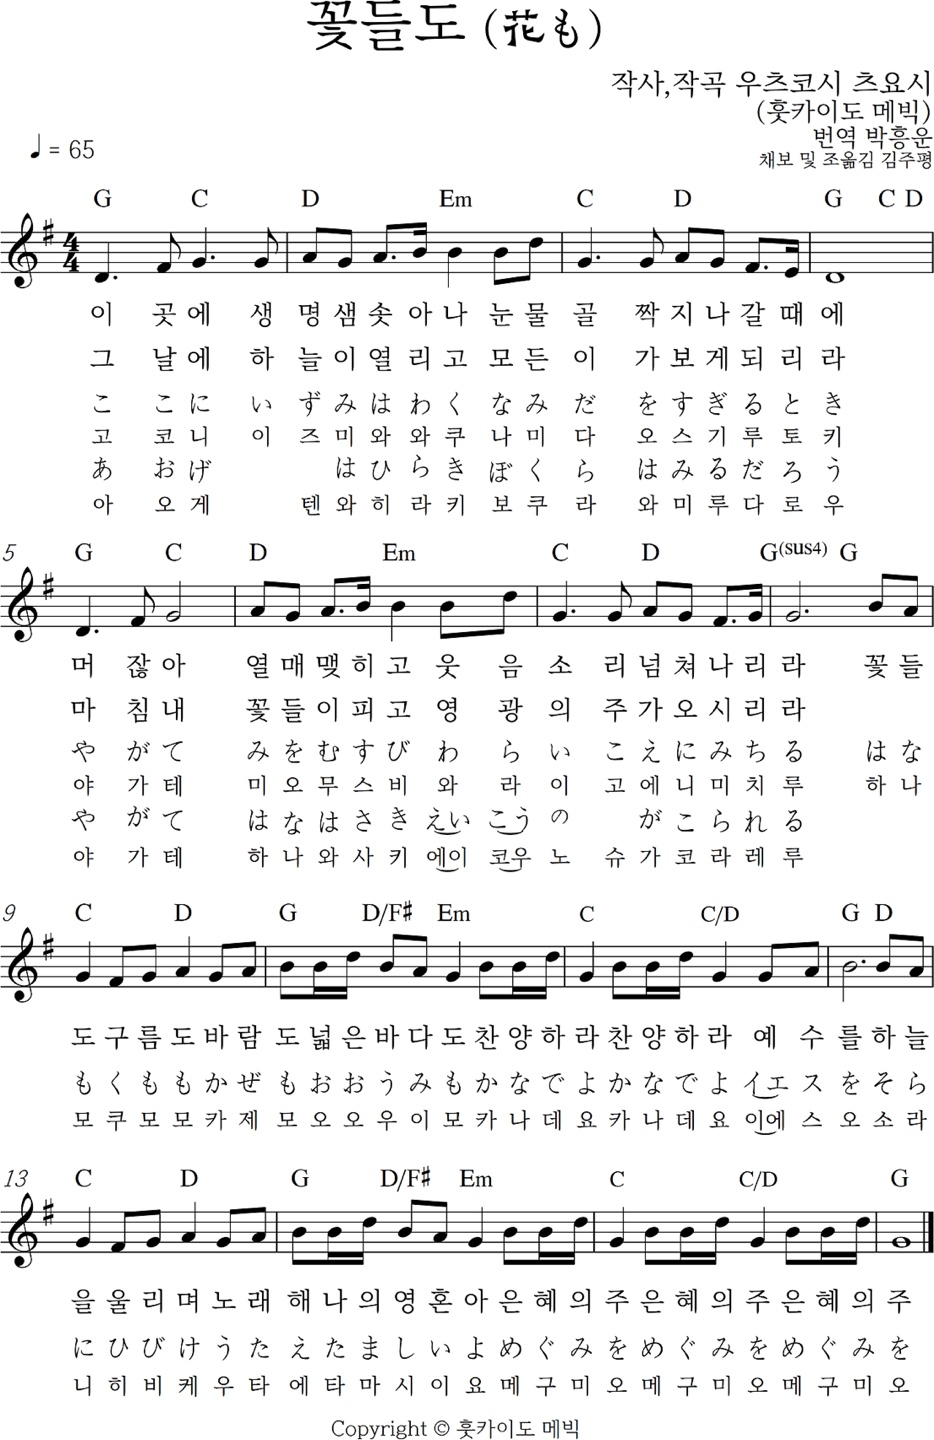 꽃들도 (花も)
작사,작곡 우츠코시 츠요시
(훗카이도 메빅)
번역 박흥운
채보 및 조옮김 김주평
♩ = 65
G C D Em C D G C D
4/4
이 곳에 생 명샘솟아나 눈물 골 짝지나갈때에
그 날에 하 늘이열리고 모든 이 가보게되리라
こ こに い ずみはわく なみ だ をすぎるとき
고 코니 이 즈미와와쿠 나미 다 오스기루토키
あ おげ はひらき ぼく ら はみるだろう
아 오게 텐와히라키 보쿠 라 와미루다로우
5 G C D Em C D G(sus4) G
머 잖아 열매맺히고 웃 음 소 리넘쳐나리라 꽃들
마 침내 꽃들이피고 영 광 의 주가오시리라
や がて みをむすび わ ら い こえにみちる はな
야 가테 미오무스비 와 라 이 고에니미치루 하나
や がて はなはさき えい こう の がこられる
야 가테 하나와사키 에이 코우 노 슈가코라레루
9 C D G D/F♯ Em C C/D G D
도구름도바람 도넓은바다도찬양하라찬양하라 예 수 를하늘
もくももかぜ もおおうみもかなでよかなでよ イエ ス をそら
모쿠모모카제 모오오우미모카나데요카나데요 이에 스 오소라
13 C D G D/F♯ Em C C/D G
을울리며노래 해나의영혼아은혜의주은혜의주은혜의주
にひびけうた えたましいよめぐみをめぐみをめぐみを
니히비케우타 에타마시이요메구미오메구미오메구미오
Copyright © 훗카이도 메빅